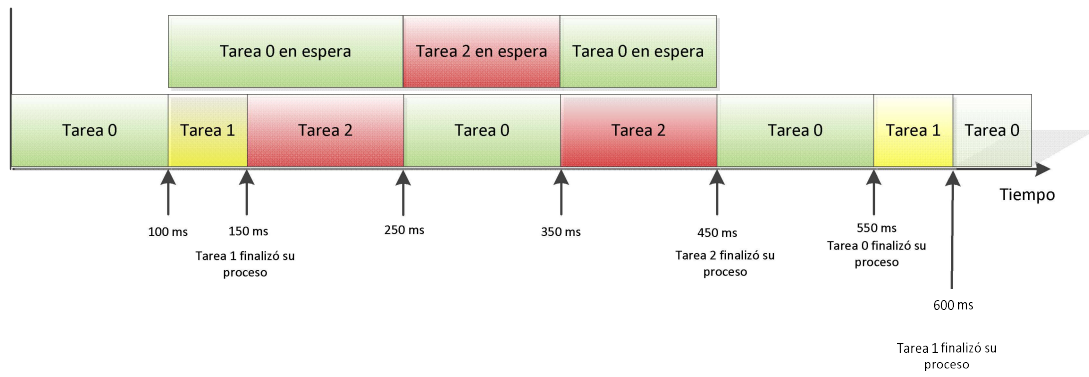 Tarea 0 en espera
Tarea 2 en espera
Tarea 0 en espera
Tarea 0
Tarea 1
Tarea 2
Tarea 0
Tarea 2
Tarea 0
Tarea 1
Tarea 0
Tiempo
100 ms
150 ms
Tarea 1 finalizó su
proceso
250 ms
350 ms
450 ms
Tarea 2 finalizó su
proceso
550 ms
Tarea 0 finalizó su
proceso
600 ms
Tarea 1 finalizó su
proceso